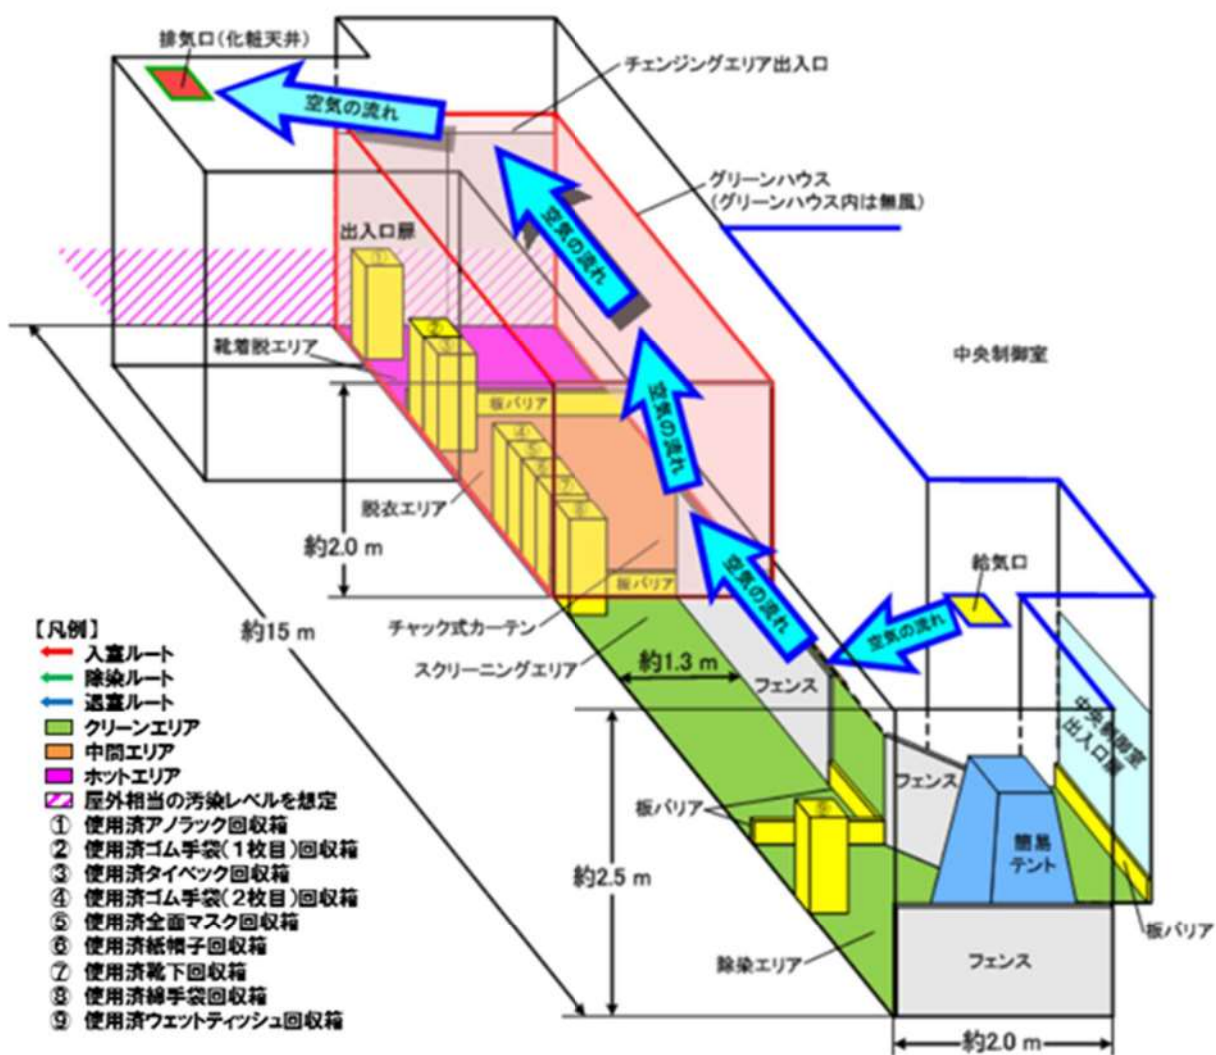 排気口(化粧天井)
チェンジングエリア出入口
空気の流れ
グリーンハウス
(グリーンハウス内は無風)
空気の流れ
出入口扉
①
中央制御室
②
③
靴着脱エリア
板バリア
空気の流れ
④
⑤
⑥
⑦
⑧
脱衣エリア
約2.0 m
給気口
板バリア
空気の流れ
空気の流れ
【凡例】
入室ルート
除染ルート
退室ルート
クリーンエリア
中間エリア
ホットエリア
屋外相当の汚染レベルを想定
① 使用済アノラック回収箱
② 使用済ゴム手袋(1枚目)回収箱
③ 使用済タイベック回収箱
④ 使用済ゴム手袋(2枚目)回収箱
⑤ 使用済全面マスク回収箱
⑥ 使用済紙帽子回収箱
⑦ 使用済靴下回収箱
⑧ 使用済綿手袋回収箱
⑨ 使用済ウェットティッシュ回収箱
約15 m
チャック式カーテン
スクリーニングエリア
約1.3 m
フェンス
中央制御室
出入口扉
フェンス
板バリア
⑨
簡易
テント
約2.5 m
板バリア
除染エリア
フェンス
約2.0 m